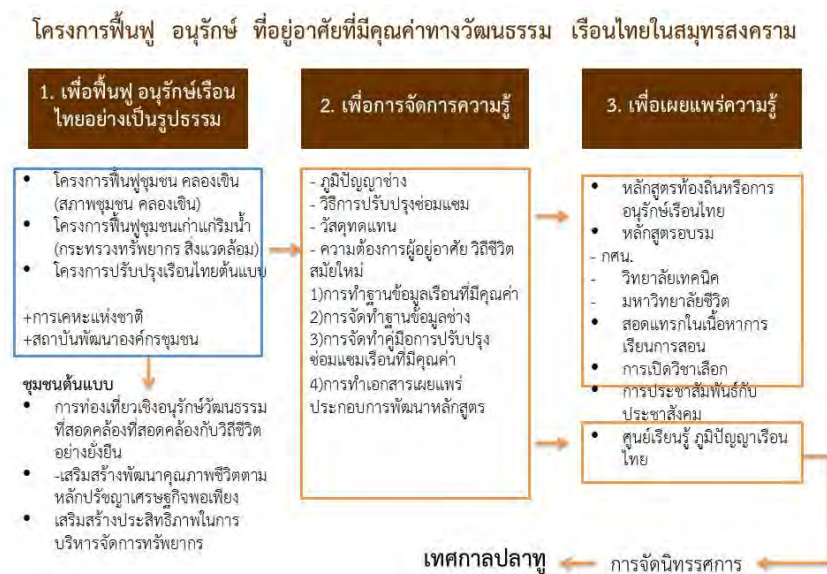 โครงการฟื้นฟู อนุรักษ์ ที่อยู่อาศัยที่มีคุณค่าทางวัฒนธรรม เรือนไทยในสมุทรสงคราม
1. เพื่อฟื้นฟู อนุรักษ์เรือน
ไทยอย่างเป็นรูปธรรม
• โครงการฟื้นฟูชุมชน คลองเขิน
(สภาพชุมชน คลองเขิน)
• โครงการฟื้นฟูชุมชนเก่าแก่ริมน้ำ
(กระทรวงทรัพยากร สิ่งแวดล้อม)
• โครงการปรับปรุงเรือนไทยต้นแบบ
+การเคหะแห่งชาติ
+สถาบันพัฒนาองค์กรชุมชน
ชุมชนต้นแบบ
• การท่องเที่ยวเชิงอนุรักษ์วัฒนธรรม
ที่สอดคล้องที่สอดคล้องกับวิถีชีวิต
อย่างยั่งยืน
• -เสริมสร้างพัฒนาคุณภาพชีวิตตาม
หลักปรัชญาเศรษฐกิจพอเพียง
• เสริมสร้างประสิทธิภาพในการ
บริหารจัดการทรัพยากร
2. เพื่อการจัดการความรู้
- ภูมิปัญญาช่าง
- วิธีการปรับปรุงซ่อมแซม
- วัสดุทดแทน
- ความต้องการผู้อยู่อาศัย วิถีชีวิต
สมัยใหม่
1)การทำฐานข้อมูลเรือนที่มีคุณค่า
2)การจัดทำฐานข้อมูลช่าง
3)การจัดทำคู่มือการปรับปรุง
ซ่อมแซมเรือนที่มีคุณค่า
4)การทำเอกสารเผยแพร่
ประกอบการพัฒนาหลักสูตร
3. เพื่อเผยแพร่ความรู้
• หลักสูตรท้องถิ่นหรือการ
อนุรักษ์เรือนไทย
• หลักสูตรอบรม
- กศน.
- วิทยาลัยเทคนิค
- มหาวิทยาลัยชีวิต
• สอดแทรกในเนื้อหาการ
เรียนการสอน
• การเปิดวิชาเลือก
• การประชาสัมพันธ์กับ
ประชาสังคม
• ศูนย์เรียนรู้ ภูมิปัญญาเรือน
ไทย
เทศกาลปลาทู
การจัดนิทรรศการ